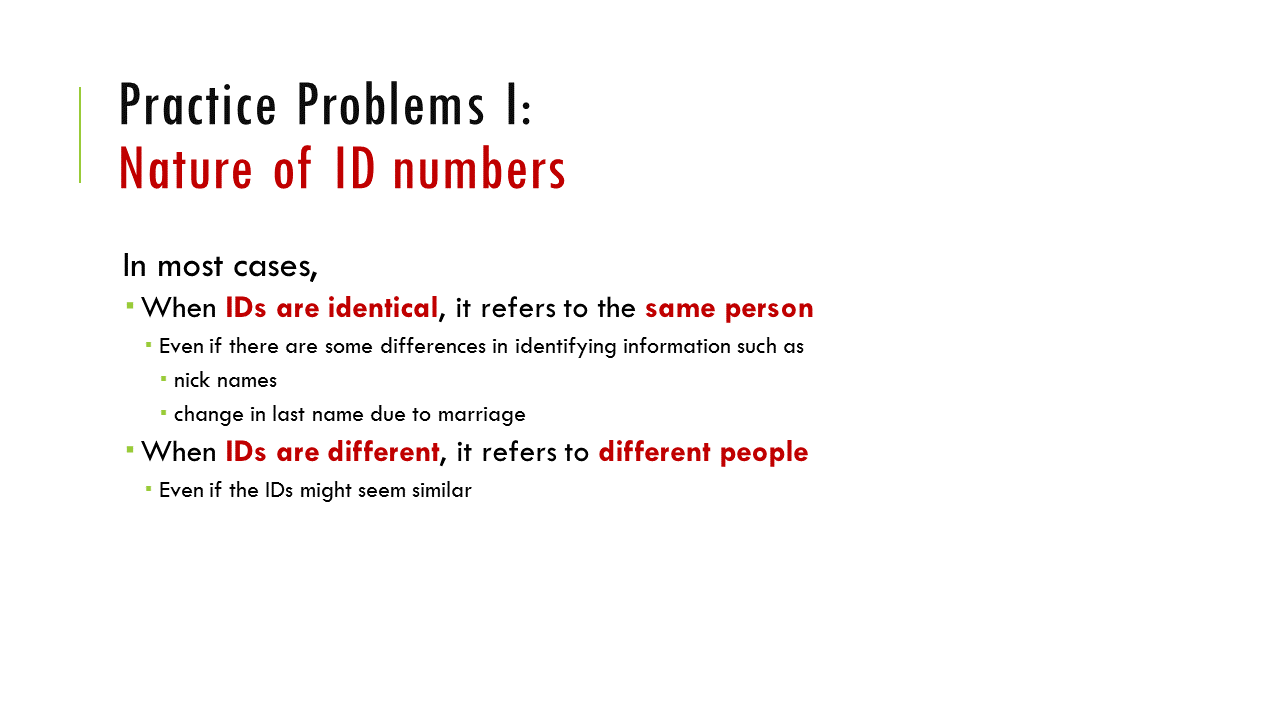 Practice Problems I:
Nature of ID numbers
In most cases,
▪ When IDs are identical, it refers to the same person
▪ Even if there are some differences in identifying information such as
▪ nick names
▪ change in last name due to marriage
▪ When IDs are different, it refers to different people
▪ Even if the IDs might seem similar